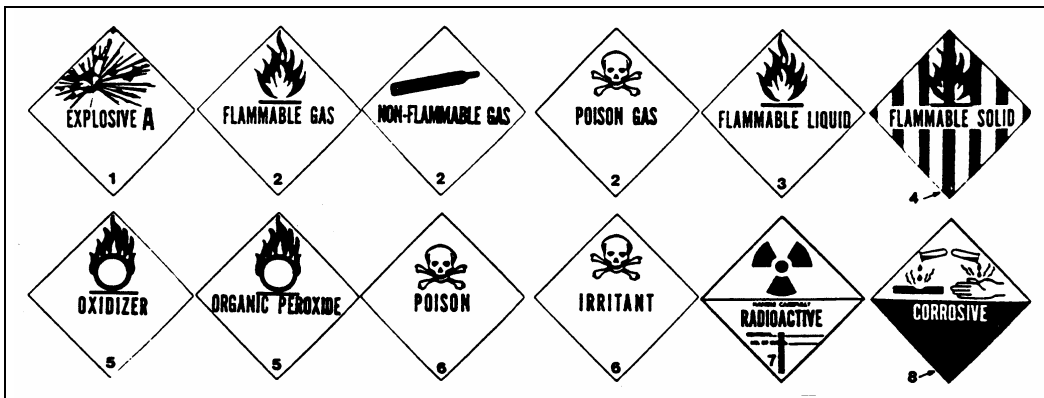 EXPLOSIVE A
1
FLAMMABLE GAS
2
NON-FLAMMABLE GAS
2
POISON GAS
2
FLAMMABLE LIQUID
3
FLAMMABLE SOLID
4
OXIDIZER
5
ORGANIC PEROXIDE
5
POISON
6
IRRITANT
6
RADIOACTIVE
7
CORROSIVE
8